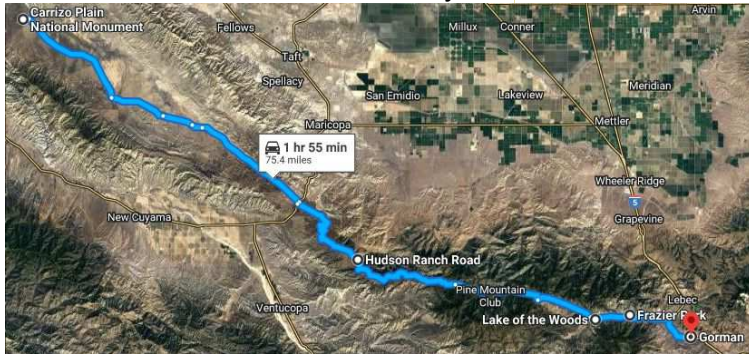 Carrizo Plain
National Monument
Fellows
Millux
Conner
Arvin
Taft
Spellacy
San Emidio
Lakeview
Meridian
Maricopa
Mettler
1 hr 55 min
75.4 miles
Wheeler Ridge
5
New Cuyama
Grapevine
Hudson Ranch Road
Pine Mountain
Club
Ventucopa
Lebec
Lake of the Woods
Frazier P rk
Gorman